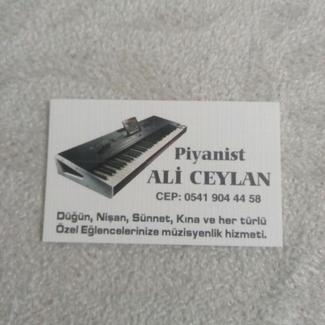 Piyanist
ALİ CEYLAN
CEP: 0541 904 44 58
Düğün, Nişan, Sünnet, Kına ve her türlü
Özel Eğlencelerinize müzisyenlik hizmeti.